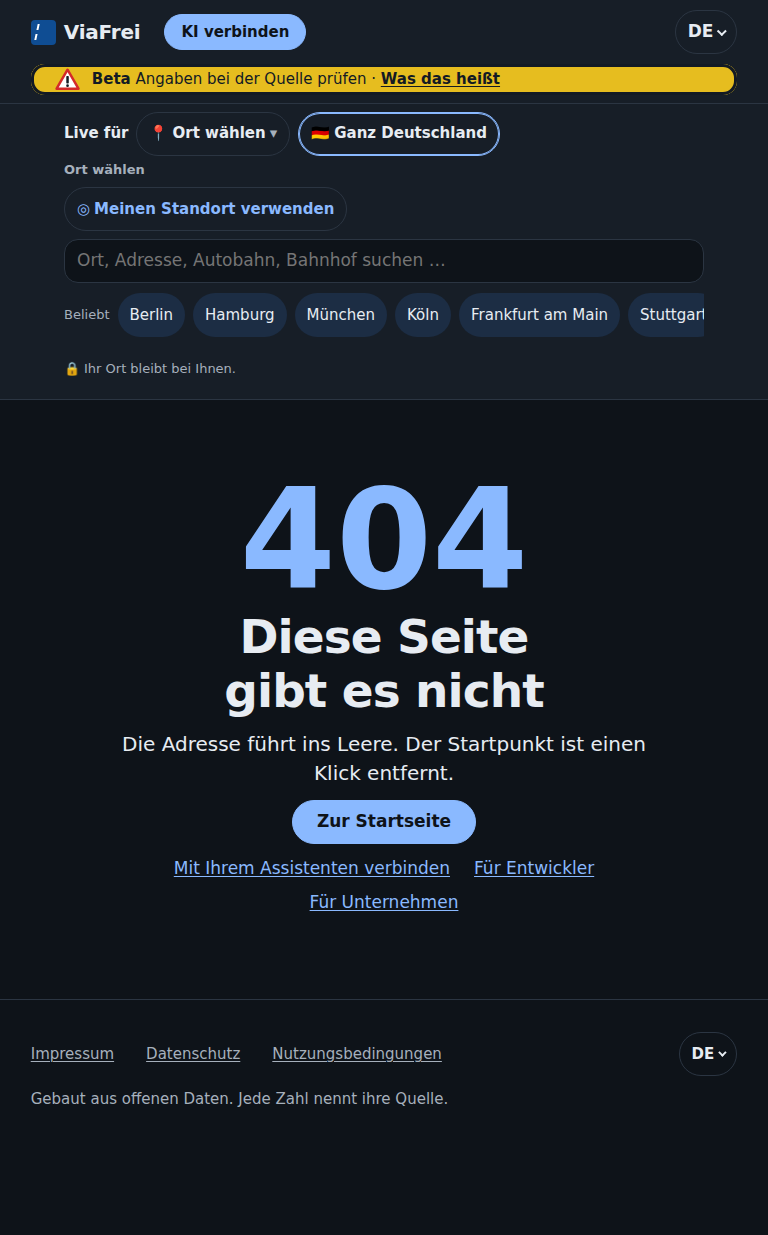 ViaFrei
KI verbinden
DE
Beta Angaben bei der Quelle prüfen · Was das heißt
Live für
📍 Ort wählen ▾
🇩🇪 Ganz Deutschland
Ort wählen
◎ Meinen Standort verwenden
Ort, Adresse, Autobahn, Bahnhof suchen …
Beliebt Berlin Hamburg München Köln Frankfurt am Main Stuttgart
🔒 Ihr Ort bleibt bei Ihnen.
404
Diese Seite
gibt es nicht
Die Adresse führt ins Leere. Der Startpunkt ist einen
Klick entfernt.
Zur Startseite
Mit Ihrem Assistenten verbinden Für Entwickler
Für Unternehmen
Impressum Datenschutz Nutzungsbedingungen DE
Gebaut aus offenen Daten. Jede Zahl nennt ihre Quelle.